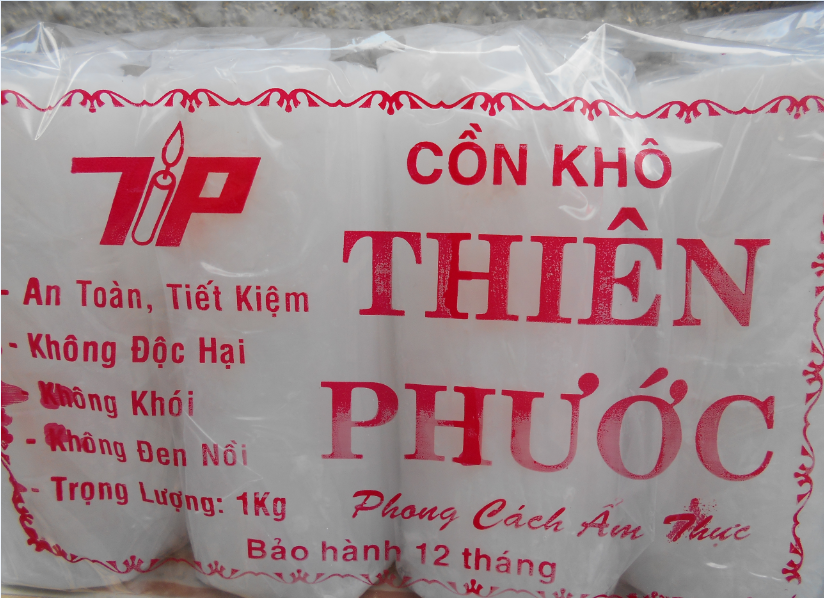 TP
CỒN KHÔ
THIÊN
PHƯỚC
- An Toàn, Tiết Kiệm
- Không Độc Hại
- Không Khói
- Không Đen Nồi
- Trọng Lượng: 1Kg
Phong Cách Ẩm Thực
Bảo hành 12 tháng